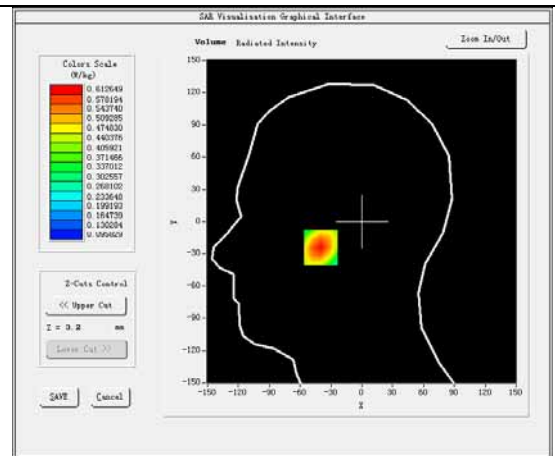 SAR Visualisation Graphical Interface
Volume Radiated Intensity
Zoom In/Out
Colors Scale
(W/kg)
0.612649
0.578194
0.543740
0.509285
0.474830
0.440376
0.405921
0.371466
0.337012
0.302557
0.268102
0.233648
0.199193
0.164739
0.130284
0.095829
150
120
90
60
30
0
-30
-60
-90
-120
-150
Y
-150 -120 -90 -60 -30 0 30 60 90 120 150
X
Z-Cuts Control
<< Upper Cut
Z = 3.2 mm
Lower Cut >>
SAVE Cancel